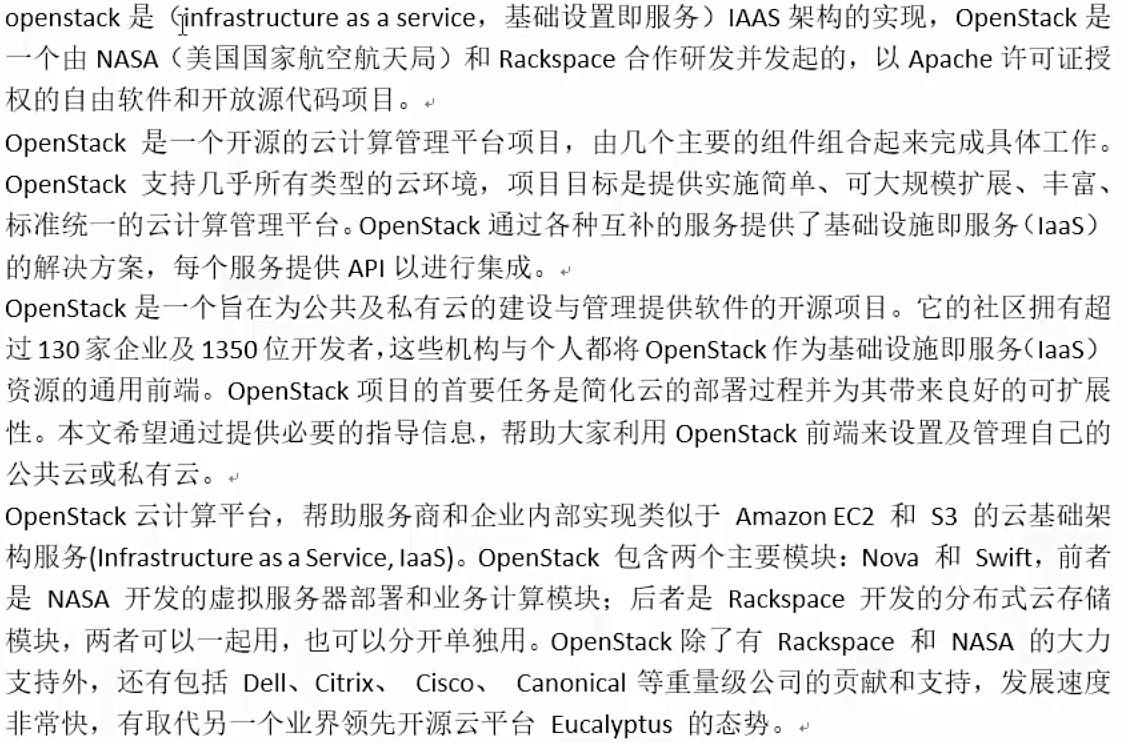 openstack 是（infrastructure as a service，基础设置即服务）IAAS 架构的实现，OpenStack 是
一个由 NASA（美国国家航空航天局）和 Rackspace 合作研发并发起的，以 Apache 许可证授
权的自由软件和开放源代码项目。
OpenStack 是一个开源的云计算管理平台项目，由几个主要的组件组合起来完成具体工作。
OpenStack 支持几乎所有类型的云环境，项目目标是提供实施简单、可大规模扩展、丰富、
标准统一的云计算管理平台。OpenStack 通过各种互补的服务提供了基础设施即服务（IaaS）
的解决方案，每个服务提供 API 以进行集成。
OpenStack 是一个旨在为公共及私有云的建设与管理提供软件的开源项目。它的社区拥有超
过 130 家企业及 1350 位开发者，这些机构与个人都将 OpenStack 作为基础设施即服务（IaaS）
资源的通用前端。OpenStack 项目的首要任务是简化云的部署过程并为其带来良好的可扩展
性。本文希望通过提供必要的指导信息，帮助大家利用 OpenStack 前端来设置及管理自己的
公共云或私有云。
OpenStack 云计算平台，帮助服务商和企业内部实现类似于 Amazon EC2 和 S3 的云基础架
构服务(Infrastructure as a Service, IaaS)。OpenStack 包含两个主要模块：Nova 和 Swift，前者
是 NASA 开发的虚拟服务器部署和业务计算模块；后者是 Rackspace 开发的分布式云存储
模块，两者可以一起用，也可以分开单独用。OpenStack 除了有 Rackspace 和 NASA 的大力
支持外，还有包括 Dell、Citrix、 Cisco、 Canonical 等重量级公司的贡献和支持，发展速度
非常快，有取代另一个业界领先开源云平台 Eucalyptus 的态势。